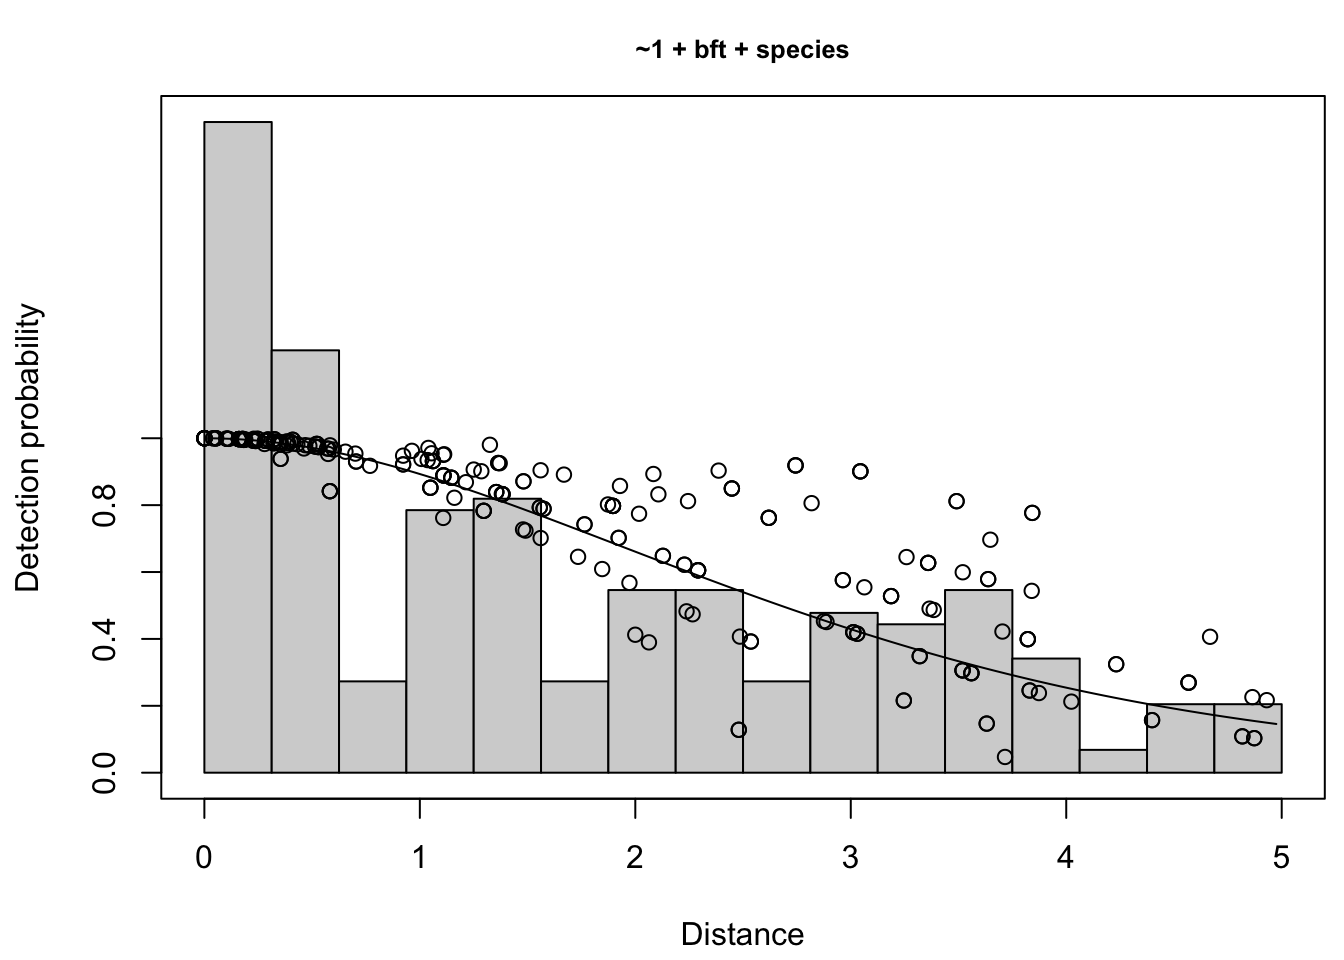 ~1 + bft + species
Detection probability
0.8
0.4
0.0
0 1 2 3 4 5
Distance